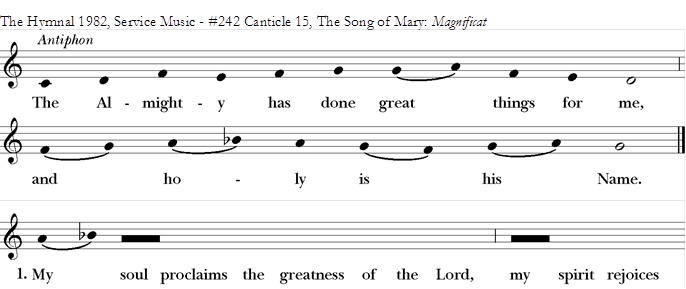 The Hymnal 1982, Service Music - #242 Canticle 15, The Song of Mary: Magnificat
Antiphon
The Al - might - y has done great things for me,
and ho - ly is his Name.
1. My soul proclaims the greatness of the Lord, my spirit rejoices